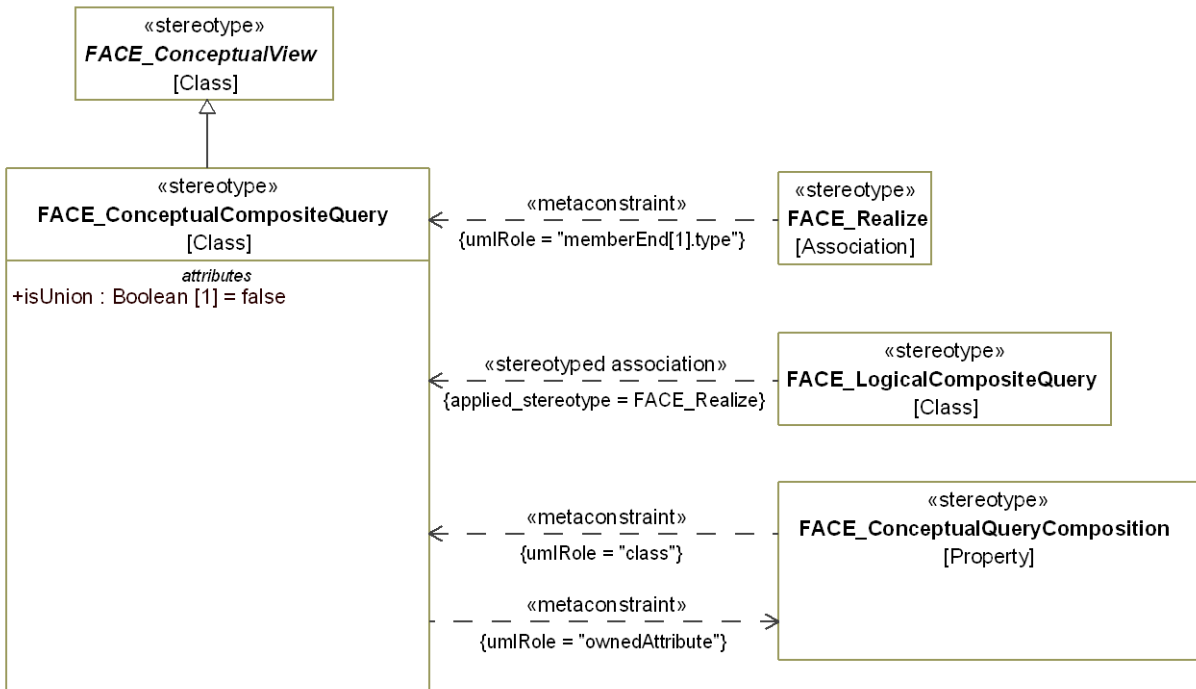 «stereotype»
FACE_ConceptualView
[Class]
«stereotype»
FACE_ConceptualCompositeQuery
[Class]
attributes
+isUnion : Boolean [1] = false
«metaconstraint»
{umlRole = "memberEnd[1].type"}
«stereotype»
FACE_Realize
[Association]
«stereotyped association»
{applied_stereotype = FACE_Realize}
«stereotype»
FACE_LogicalCompositeQuery
[Class]
«metaconstraint»
{umlRole = "class"}
«stereotype»
FACE_ConceptualQueryComposition
[Property]
«metaconstraint»
{umlRole = "ownedAttribute"}